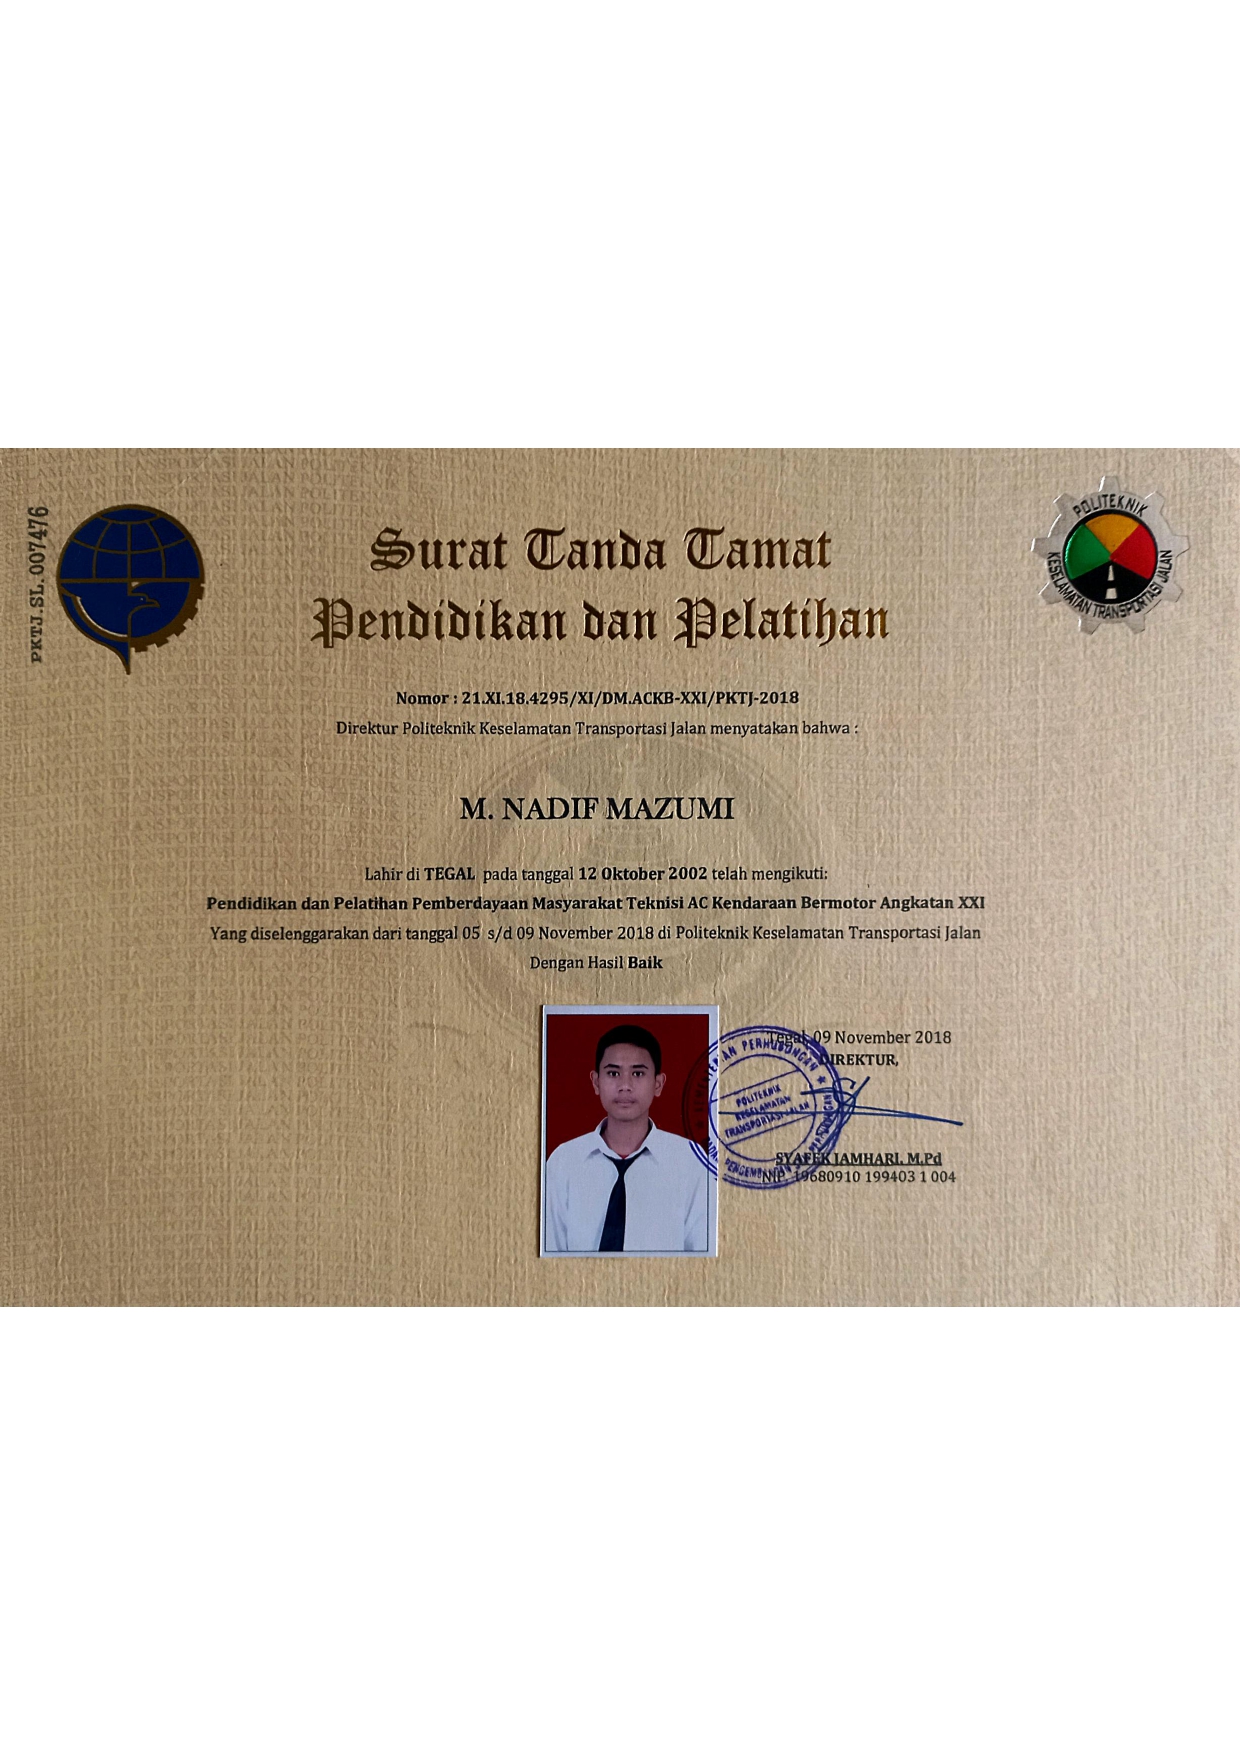 PKTJ.SL.007476
POLITEKNIK
KESELAMATAN TRANSPORTASI JALAN
Surat Tanda Tamat
Pendidikan dan Pelatihan
Nomor : 21.XI.18.4295/XI/DM.ACKB-XXI/PKTJ-2018
Direktur Politeknik Keselamatan Transportasi Jalan menyatakan bahwa :
M. NADIF MAZUMI
Lahir di TEGAL pada tanggal 12 Oktober 2002 telah mengikuti:
Pendidikan dan Pelatihan Pemberdayaan Masyarakat Teknisi AC Kendaraan Bermotor Angkatan XXI
Yang diselenggarakan dari tanggal 05 s/d 09 November 2018 di Politeknik Keselamatan Transportasi Jalan
Dengan Hasil Baik
Tegal, 09 November 2018
DIREKTUR,
PERHUBUNGAN
POLITEKNIK
KESELAMATAN
TRANSPORTASI JALAN
SYAFEK JAMHARI, M.Pd
NIP. 19680910 199403 1 004